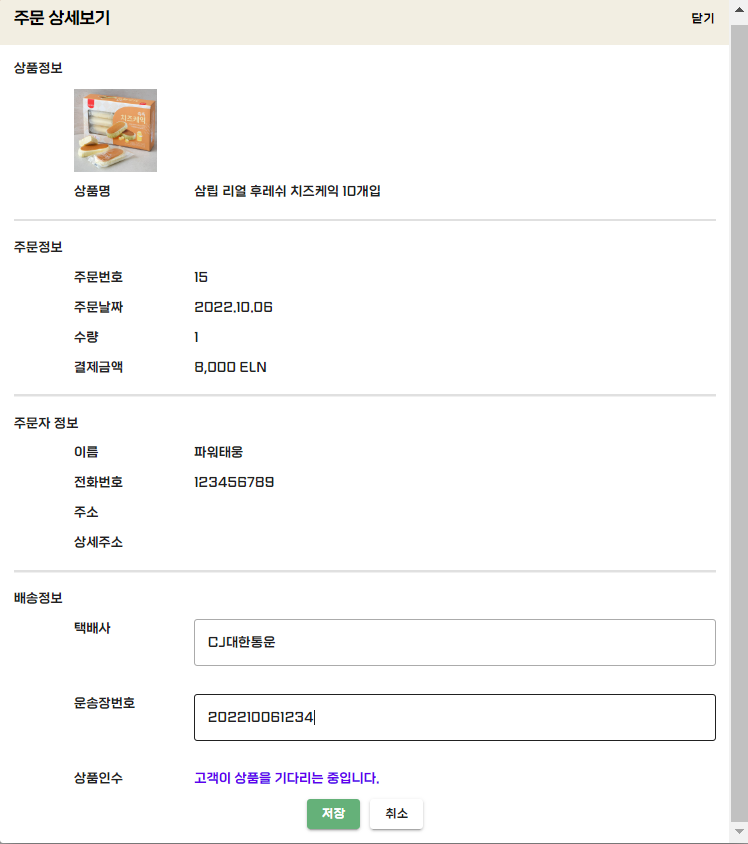 주문 상세보기 닫기
상품정보
치즈케익
상품명 삼립 리얼 후레쉬 치즈케익 10개입
주문정보
주문번호 15
주문날짜 2022.10.06
수량 1
결제금액 8,000 ELN
주문자 정보
이름 파워태웅
전화번호 123456789
주소
상세주소
배송정보
택배사 CJ대한통운
운송장번호 202210061234
상품인수 고객이 상품을 기다리는 중입니다.
저장 취소